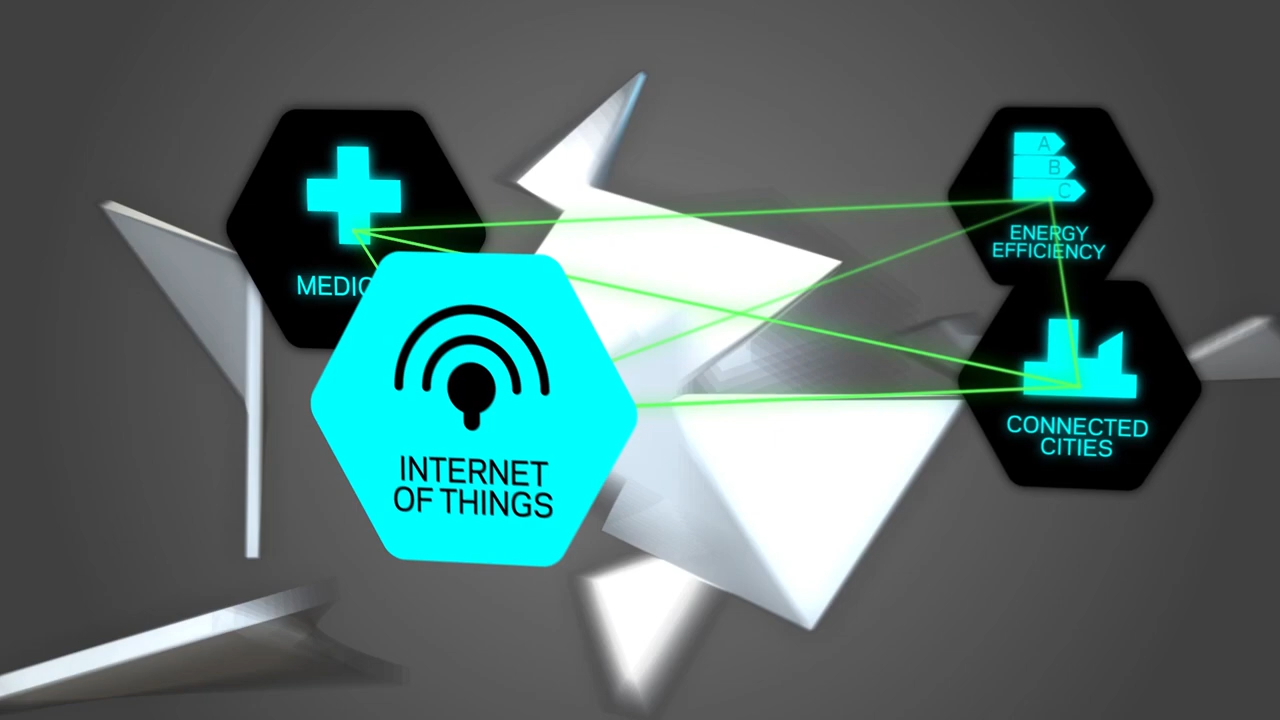 MEDIC
A
B
C
ENERGY
EFFICIENCY
INTERNET
OF THINGS
CONNECTED
CITIES